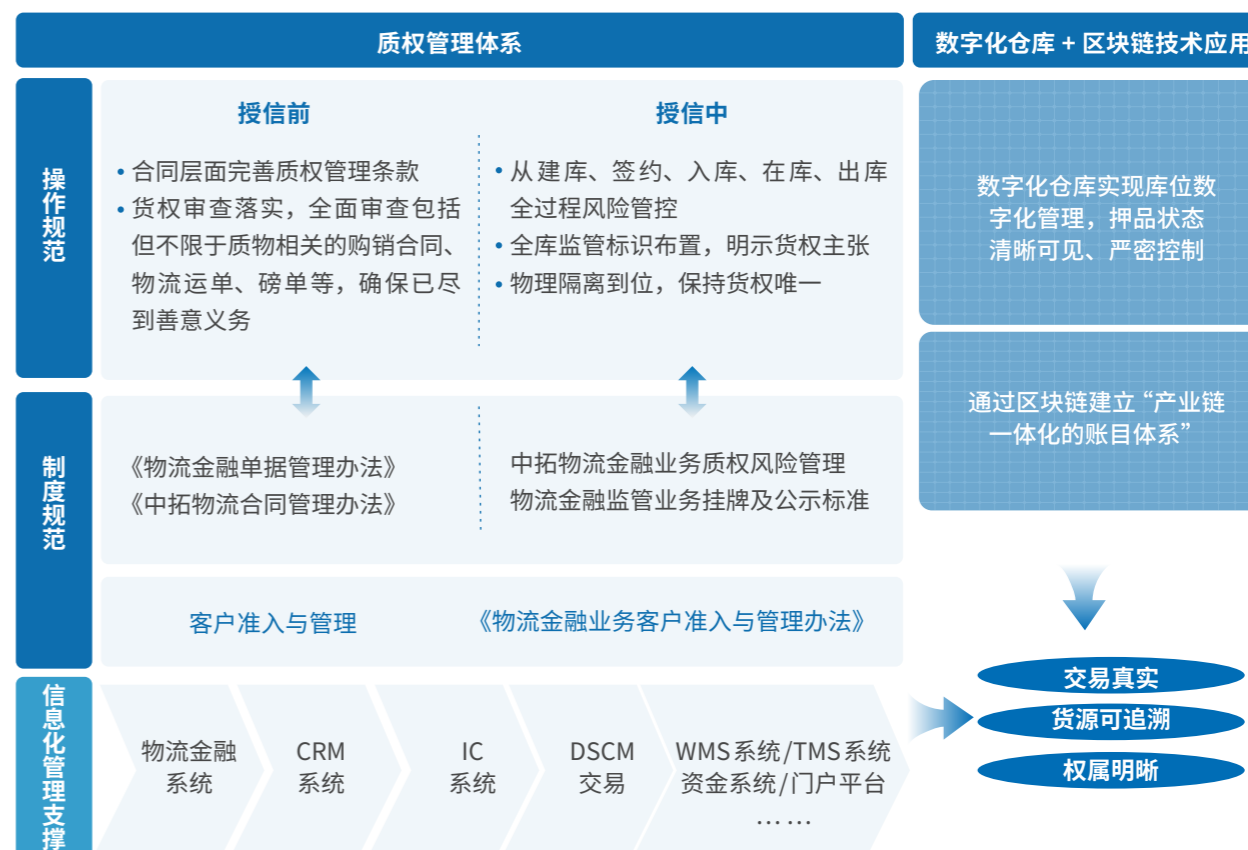 质权管理体系
数字化仓库 + 区块链技术应用
操作规范
授信前
• 合同层面完善质权管理条款
• 货权审查落实，全面审查包括
但不限于质物相关的购销合同、
物流运单、磅单等，确保已尽
到善意义务
授信中
• 从建库、签约、入库、在库、出库
全过程风险管控
• 全库监管标识布置，明示货权主张
• 物理隔离到位，保持货权唯一
数字化仓库实现库位数
字化管理，押品状态
清晰可见、严密控制
通过区块链建立 “产业链
一体化的账目体系”
制度规范
《物流金融单据管理办法》
《中拓物流合同管理办法》
中拓物流金融业务质权风险管理
物流金融监管业务挂牌及公示标准
客户准入与管理
《物流金融业务客户准入与管理办法》
信息化管理支撑
物流金融
系统
CRM
系统
IC
系统
DSCM
交易
WMS系统/TMS系统
资金系统/门户平台
……
交易真实
货源可追溯
权属明晰